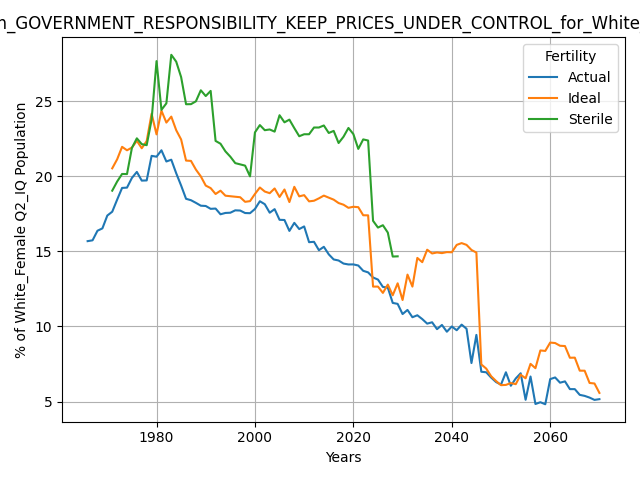 n_GOVERNMENT_RESPONSIBILITY_KEEP_PRICES_UNDER_CONTROL_for_White
Fertility
Actual
Ideal
Sterile
% of White_Female Q2_IQ Population
25
20
15
10
5
1980
2000
2020
2040
2060
Years